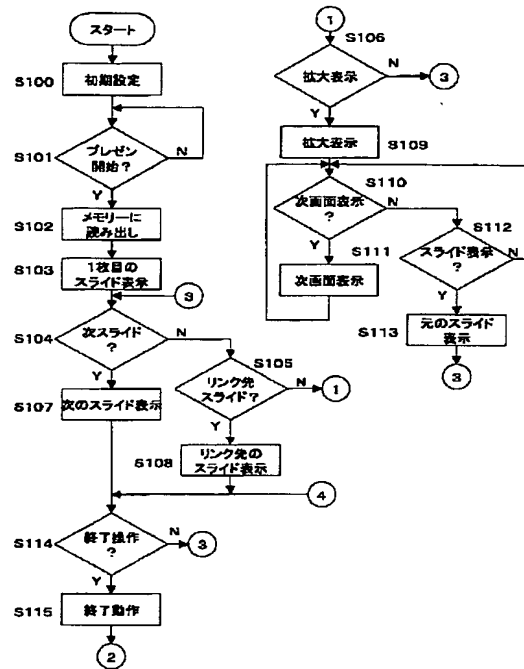 スタート
S100
初期設定
S101
プレゼン
開始？
N
Y
S102
メモリーに
読み出し
S103
1枚目の
スライド表示
3
S104
次スライド
？
N
Y
S105
リンク先
スライド？
N
1
Y
S107
次のスライド表示
S108
リンク先の
スライド表示
4
S114
終了操作
？
N
3
Y
S115
終了動作
2
1
S106
拡大表示
N
3
Y
拡大表示
S109
S110
次画面表示
？
N
Y
S111
次画面表示
S112
スライド表示
？
N
Y
S113
元のスライド
表示
3